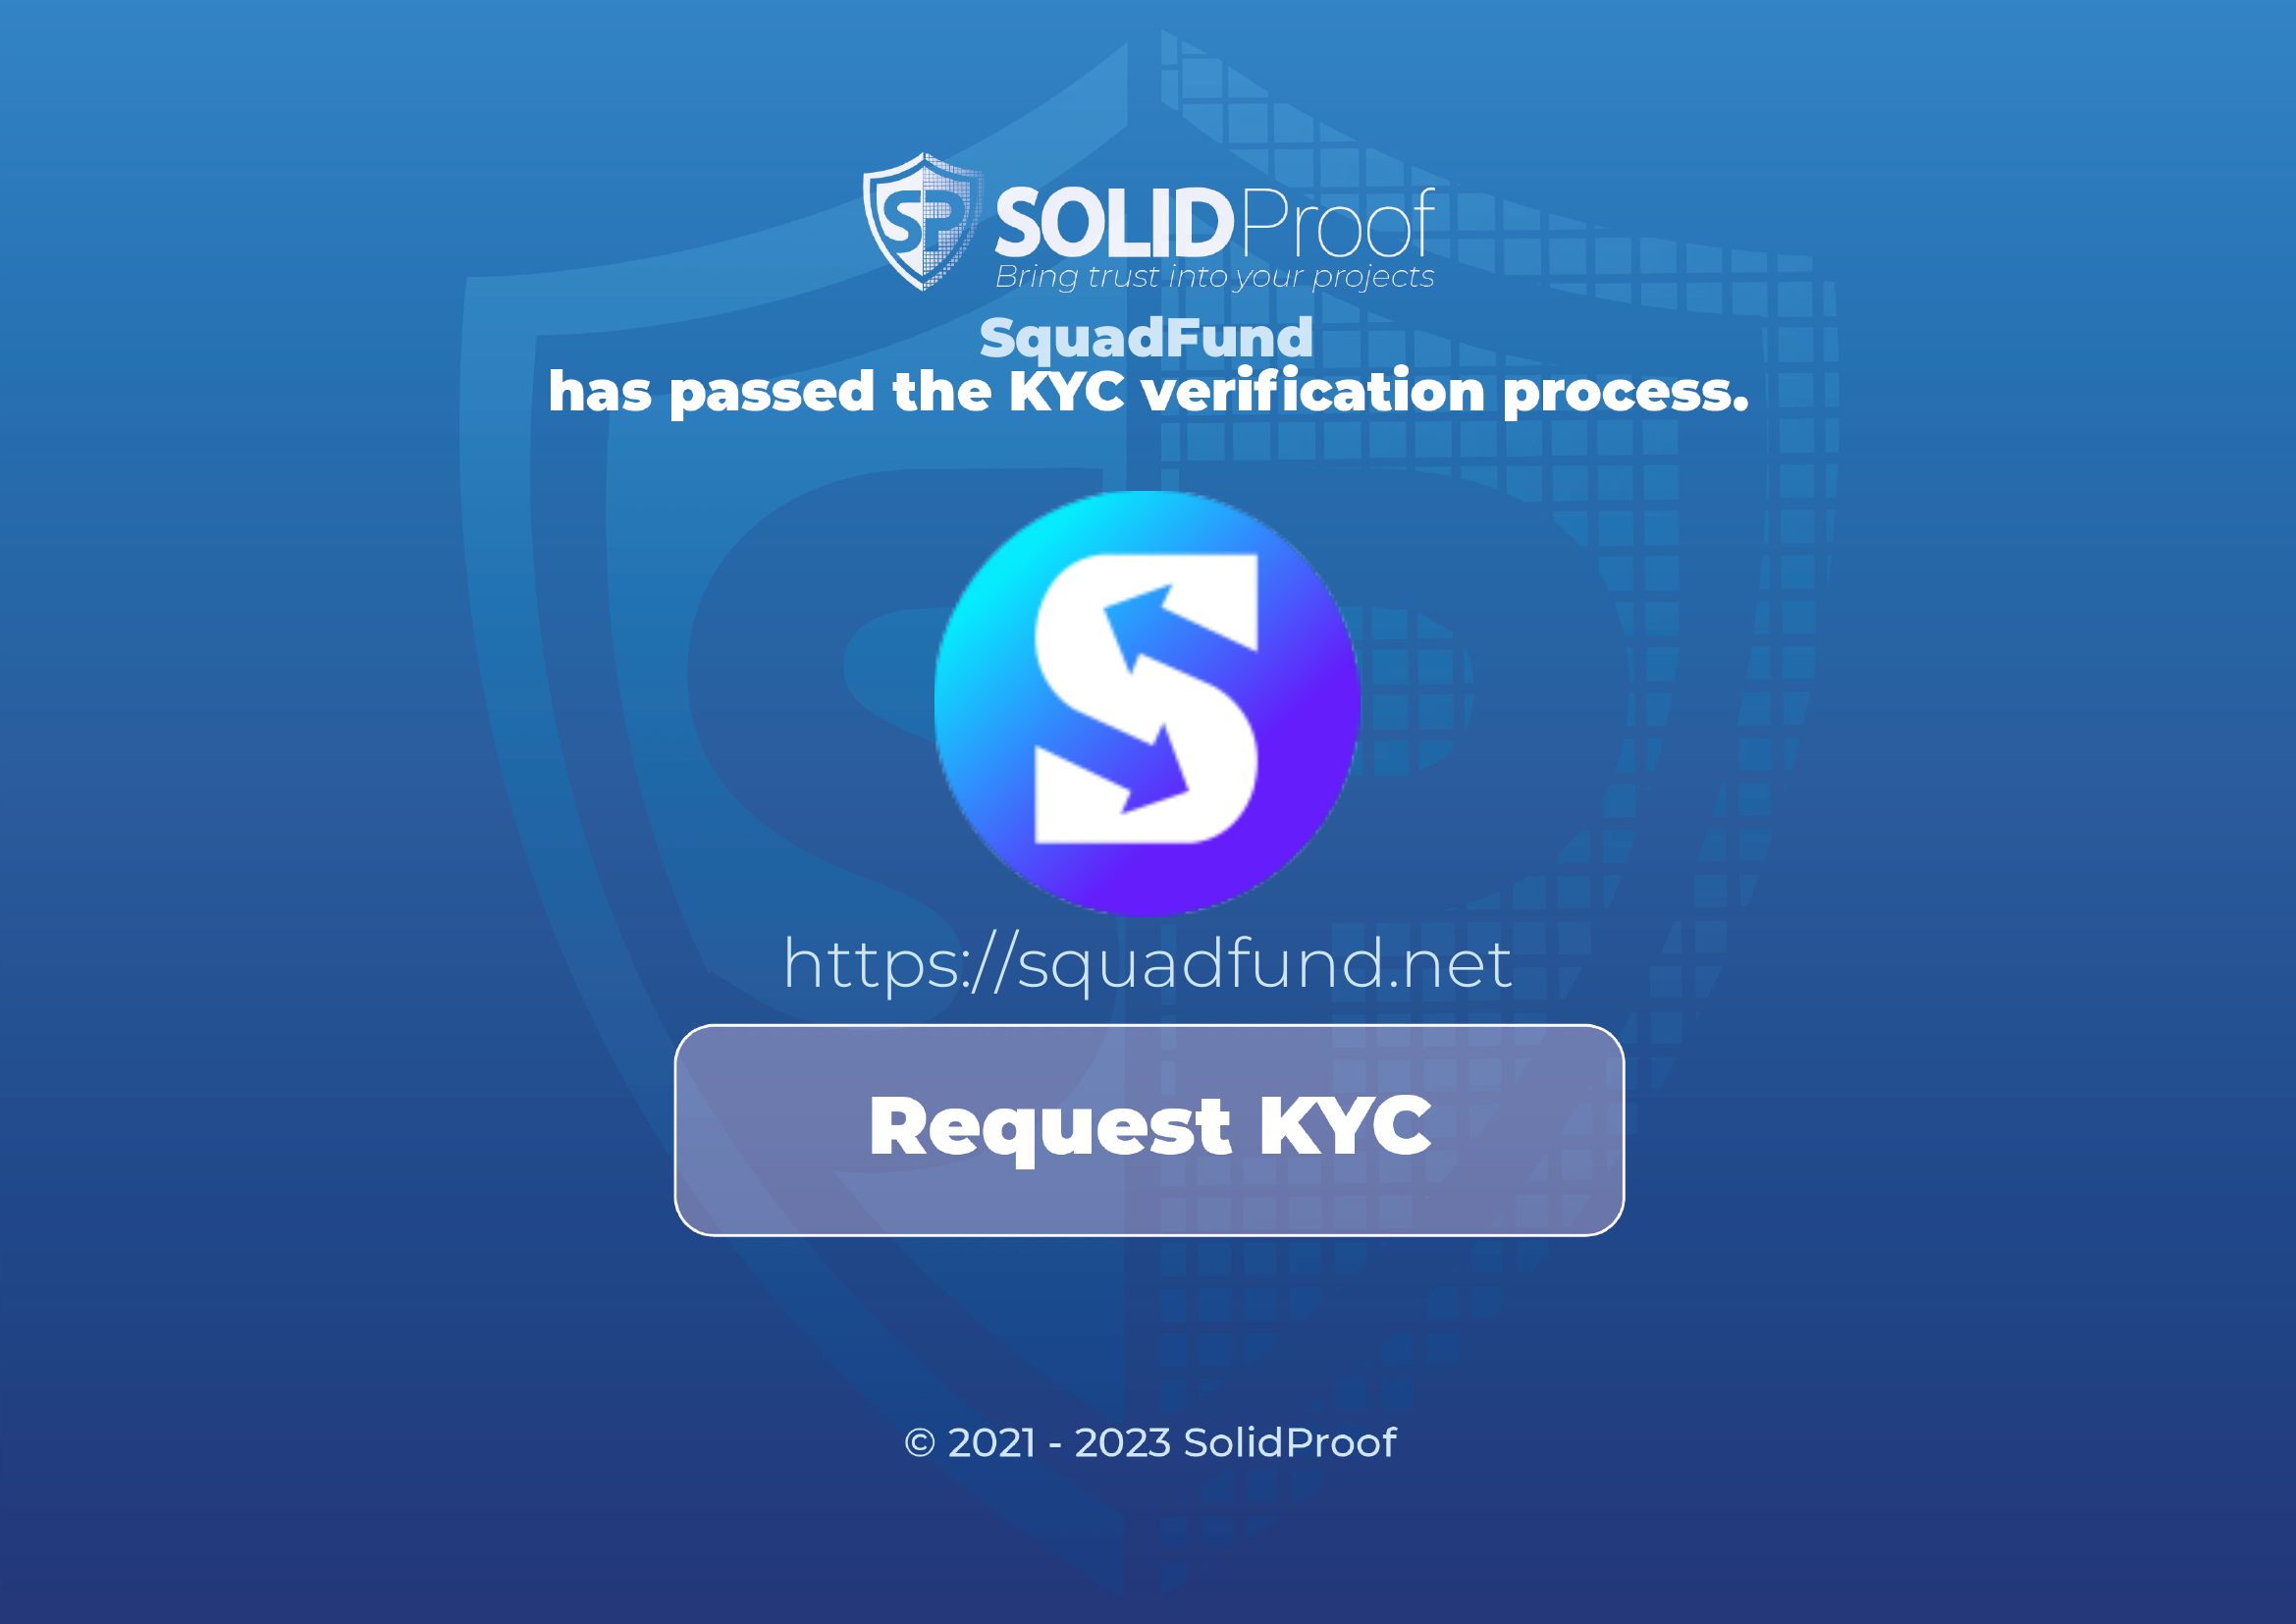 SP SOLIDProof
Bring trust into your projects
SquadFund
has passed the KYC verification process.
S
https://squadfund.net
Request KYC
© 2021 - 2023 SolidProof